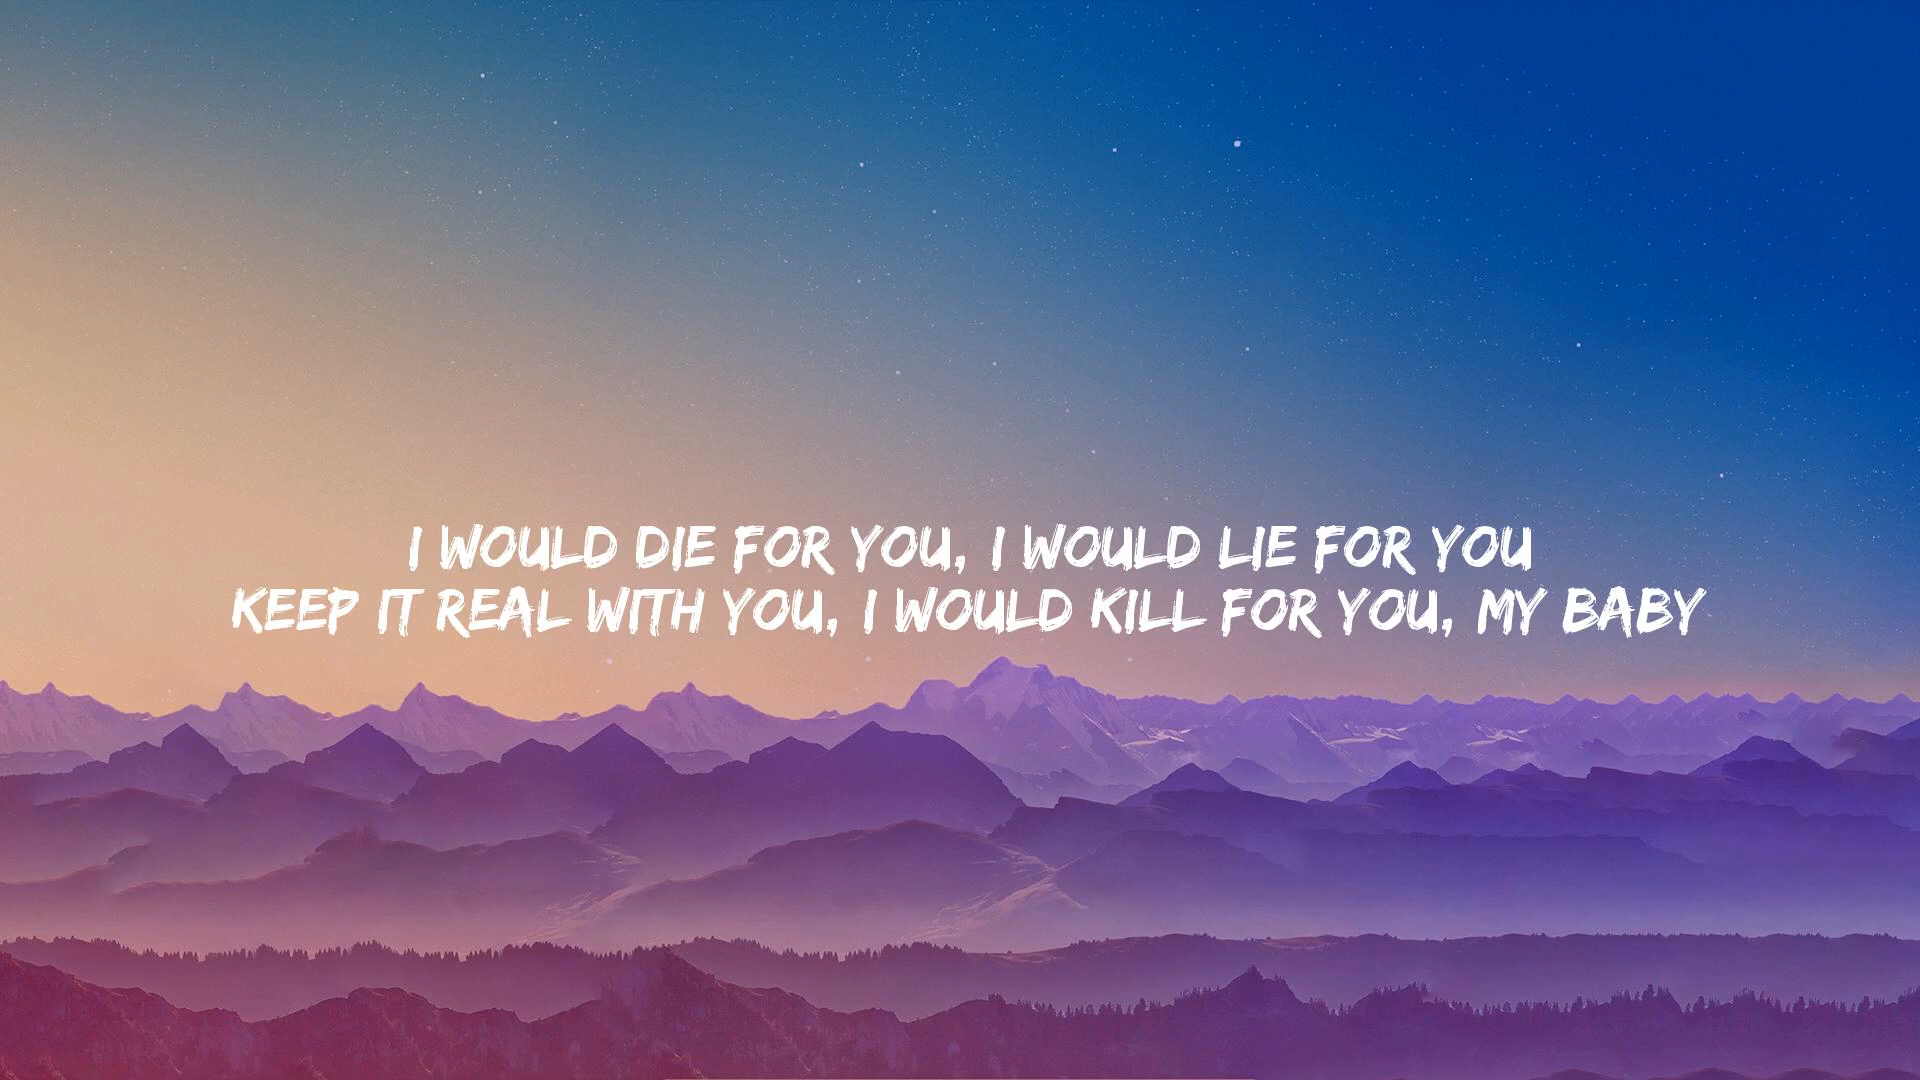 I WOULD DIE FOR YOU, I WOULD LIE FOR YOU
KEEP IT REAL WITH YOU, I WOULD KILL FOR YOU, MY BABY